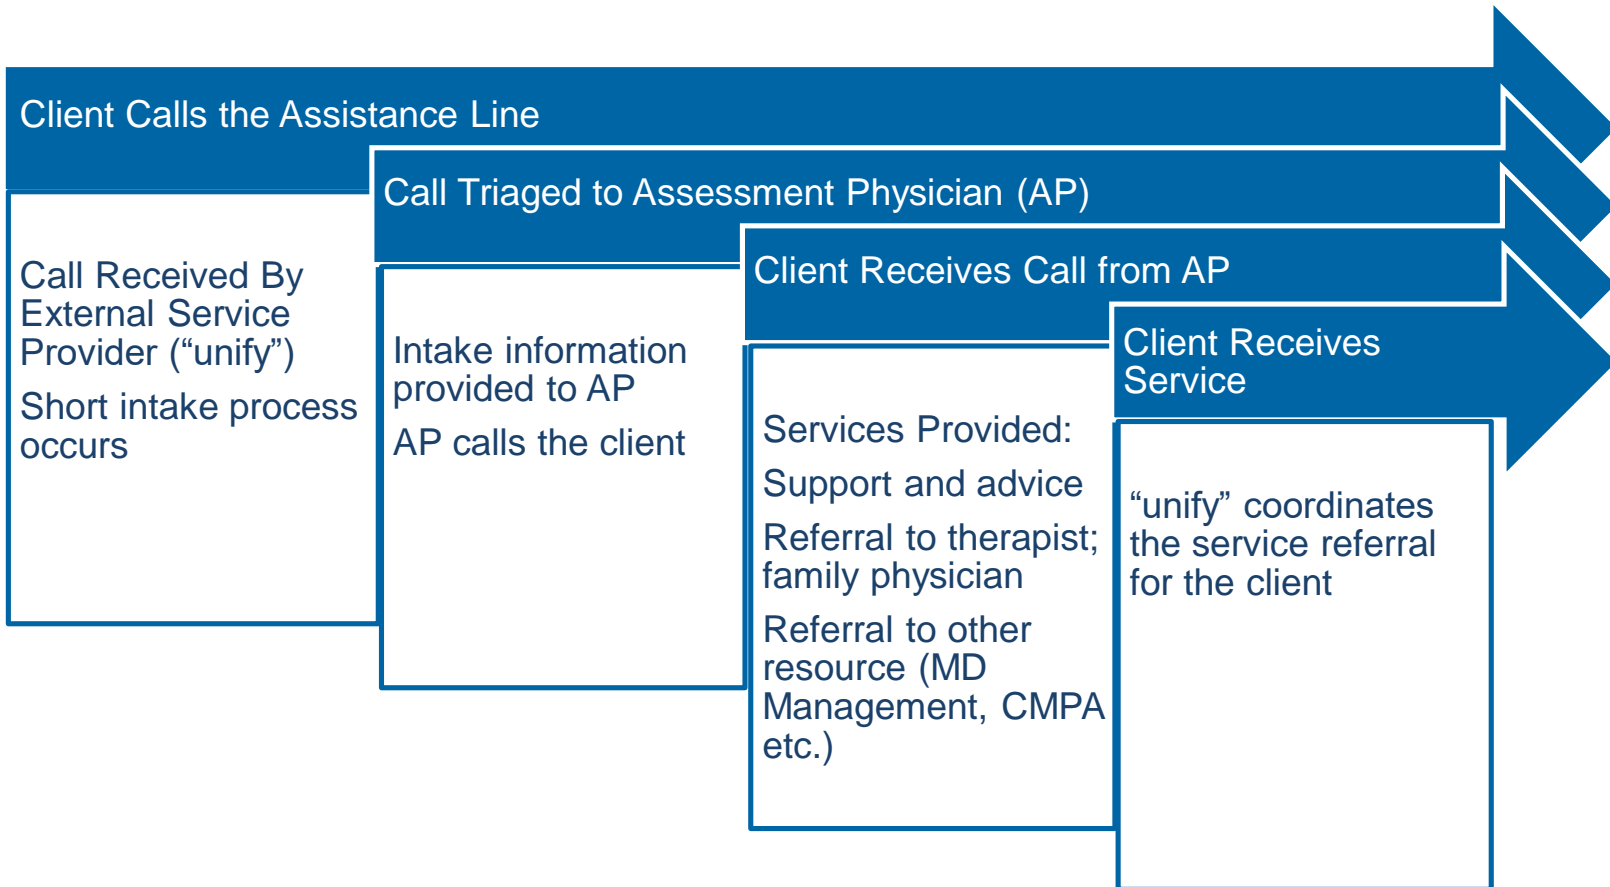 Client Calls the Assistance Line
Call Received By
External Service
Provider (“unify”)
Short intake process
occurs
Call Triaged to Assessment Physician (AP)
Intake information
provided to AP
AP calls the client
Client Receives Call from AP
Services Provided:
Support and advice
Referral to therapist;
family physician
Referral to other
resource (MD
Management, CMPA
etc.)
Client Receives
Service
“unify” coordinates
the service referral
for the client